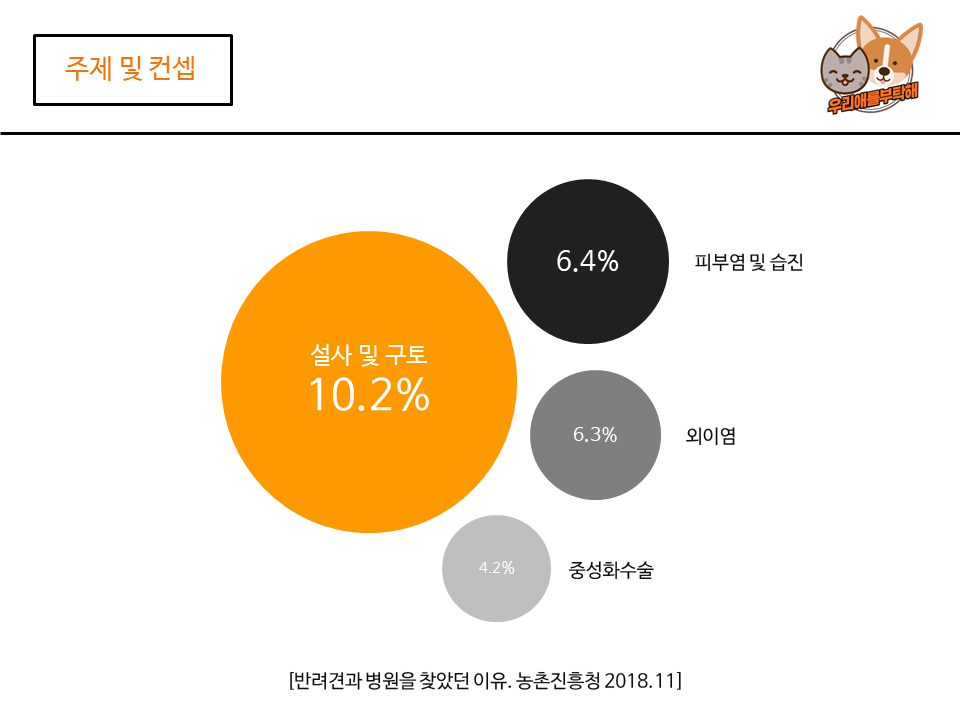 주제 및 컨셉
우리애를부탁해
6.4%
피부염 및 습진
설사 및 구토
10.2%
6.3%
외이염
4.2%
중성화수술
[반려견과 병원을 찾았던 이유. 농촌진흥청 2018.11]